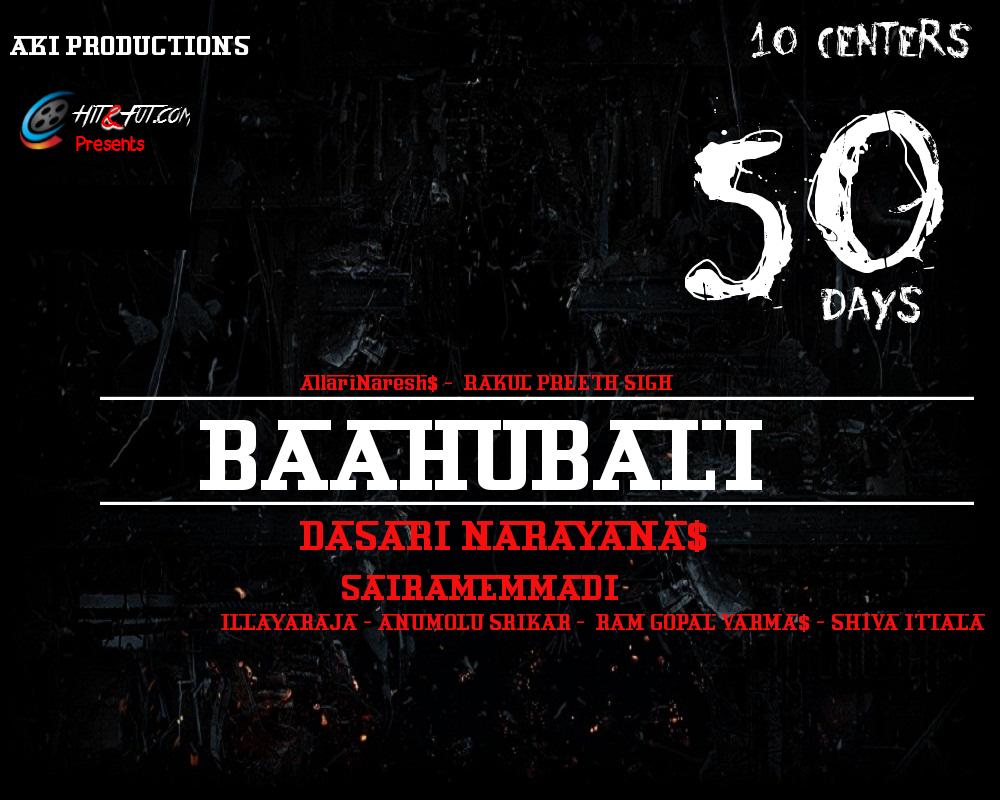 AKI PRODUCTIONS
10 CENTERS
HIT&FUT.COM
Presents
50
DAYS
AllariNaresh$ - RAKUL PREETH SIGH
BAAHUBALI
DASARI NARAYANA$
SAIRAMEMMADI
ILLAYARAJA - ANUMOLU SRIKAR - RAM GOPAL VARMA$ - SHIVA ITIALA